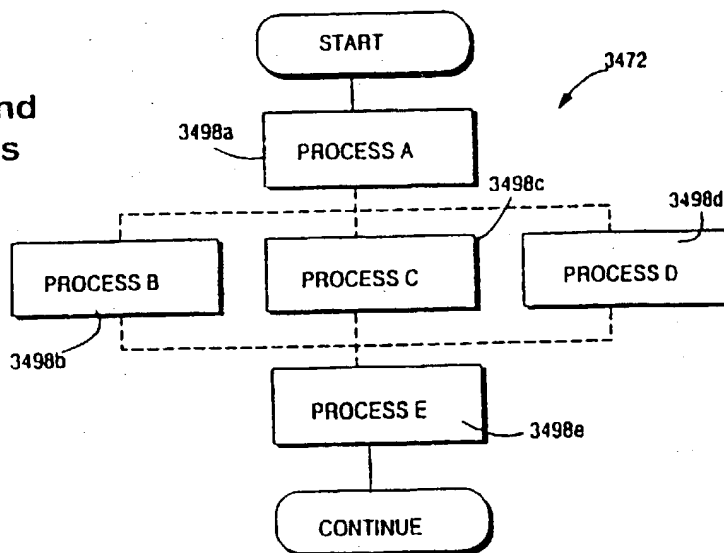 START
3472
nd
s
3498a
PROCESS A
3498c
3498d
PROCESS B
PROCESS C
PROCESS D
3498b
PROCESS E
3498e
CONTINUE